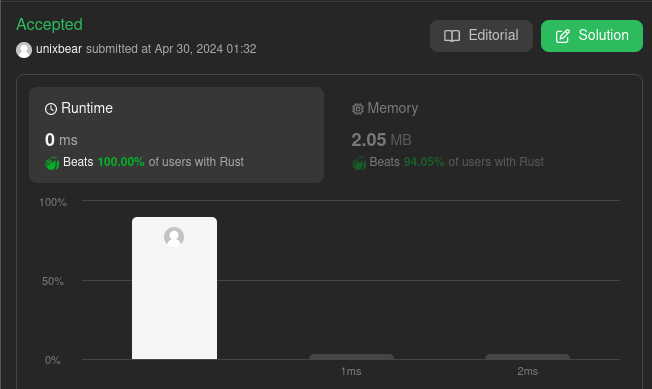 Accepted
unixbear submitted at Apr 30, 2024 01:32
Editorial
Solution
Runtime
0 ms
Beats 100.00% of users with Rust
Memory
2.05 MB
Beats 94.05% of users with Rust
100%
50%
0%
1ms
2ms